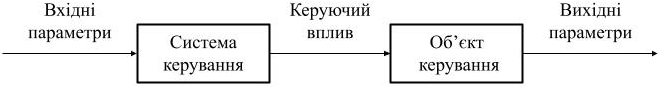 Вхідні
параметри
Система
керування
Керуючий
вплив
Об’єкт
керування
Вихідні
параметри